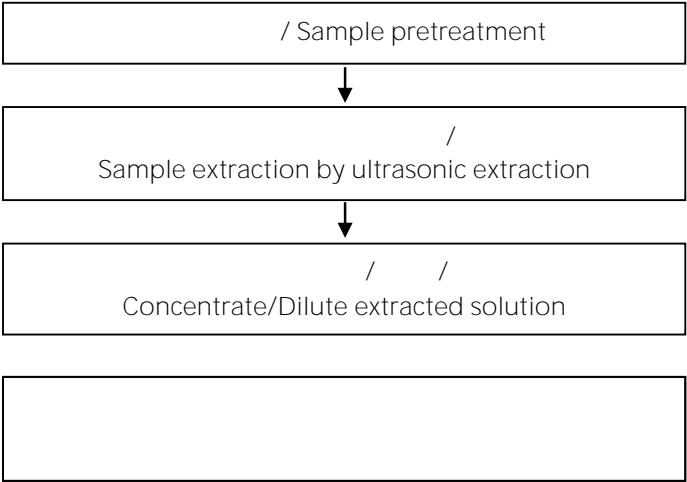 / Sample pretreatment
/
Sample extraction by ultrasonic extraction
/ /
Concentrate/Dilute extracted solution